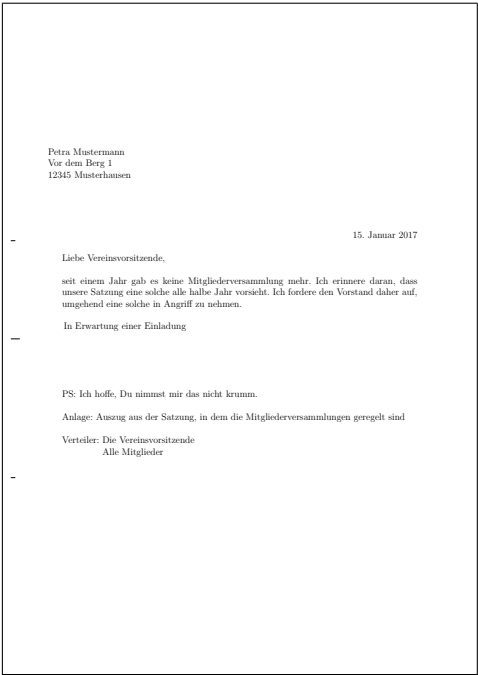 Petra Mustermann
Vor dem Berg 1
12345 Musterhausen
15. Januar 2017
Liebe Vereinsvorsitzende,
seit einem Jahr gab es keine Mitgliederversammlung mehr. Ich erinnere daran, dass
unsere Satzung eine solche alle halbe Jahr vorsieht. Ich fordere den Vorstand daher auf,
umgehend eine solche in Angriff zu nehmen.
In Erwartung einer Einladung
PS: Ich hoffe, Du nimmst mir das nicht krumm.
Anlage: Auszug aus der Satzung, in dem die Mitgliederversammlungen geregelt sind
Verteiler: Die Vereinsvorsitzende
Alle Mitglieder